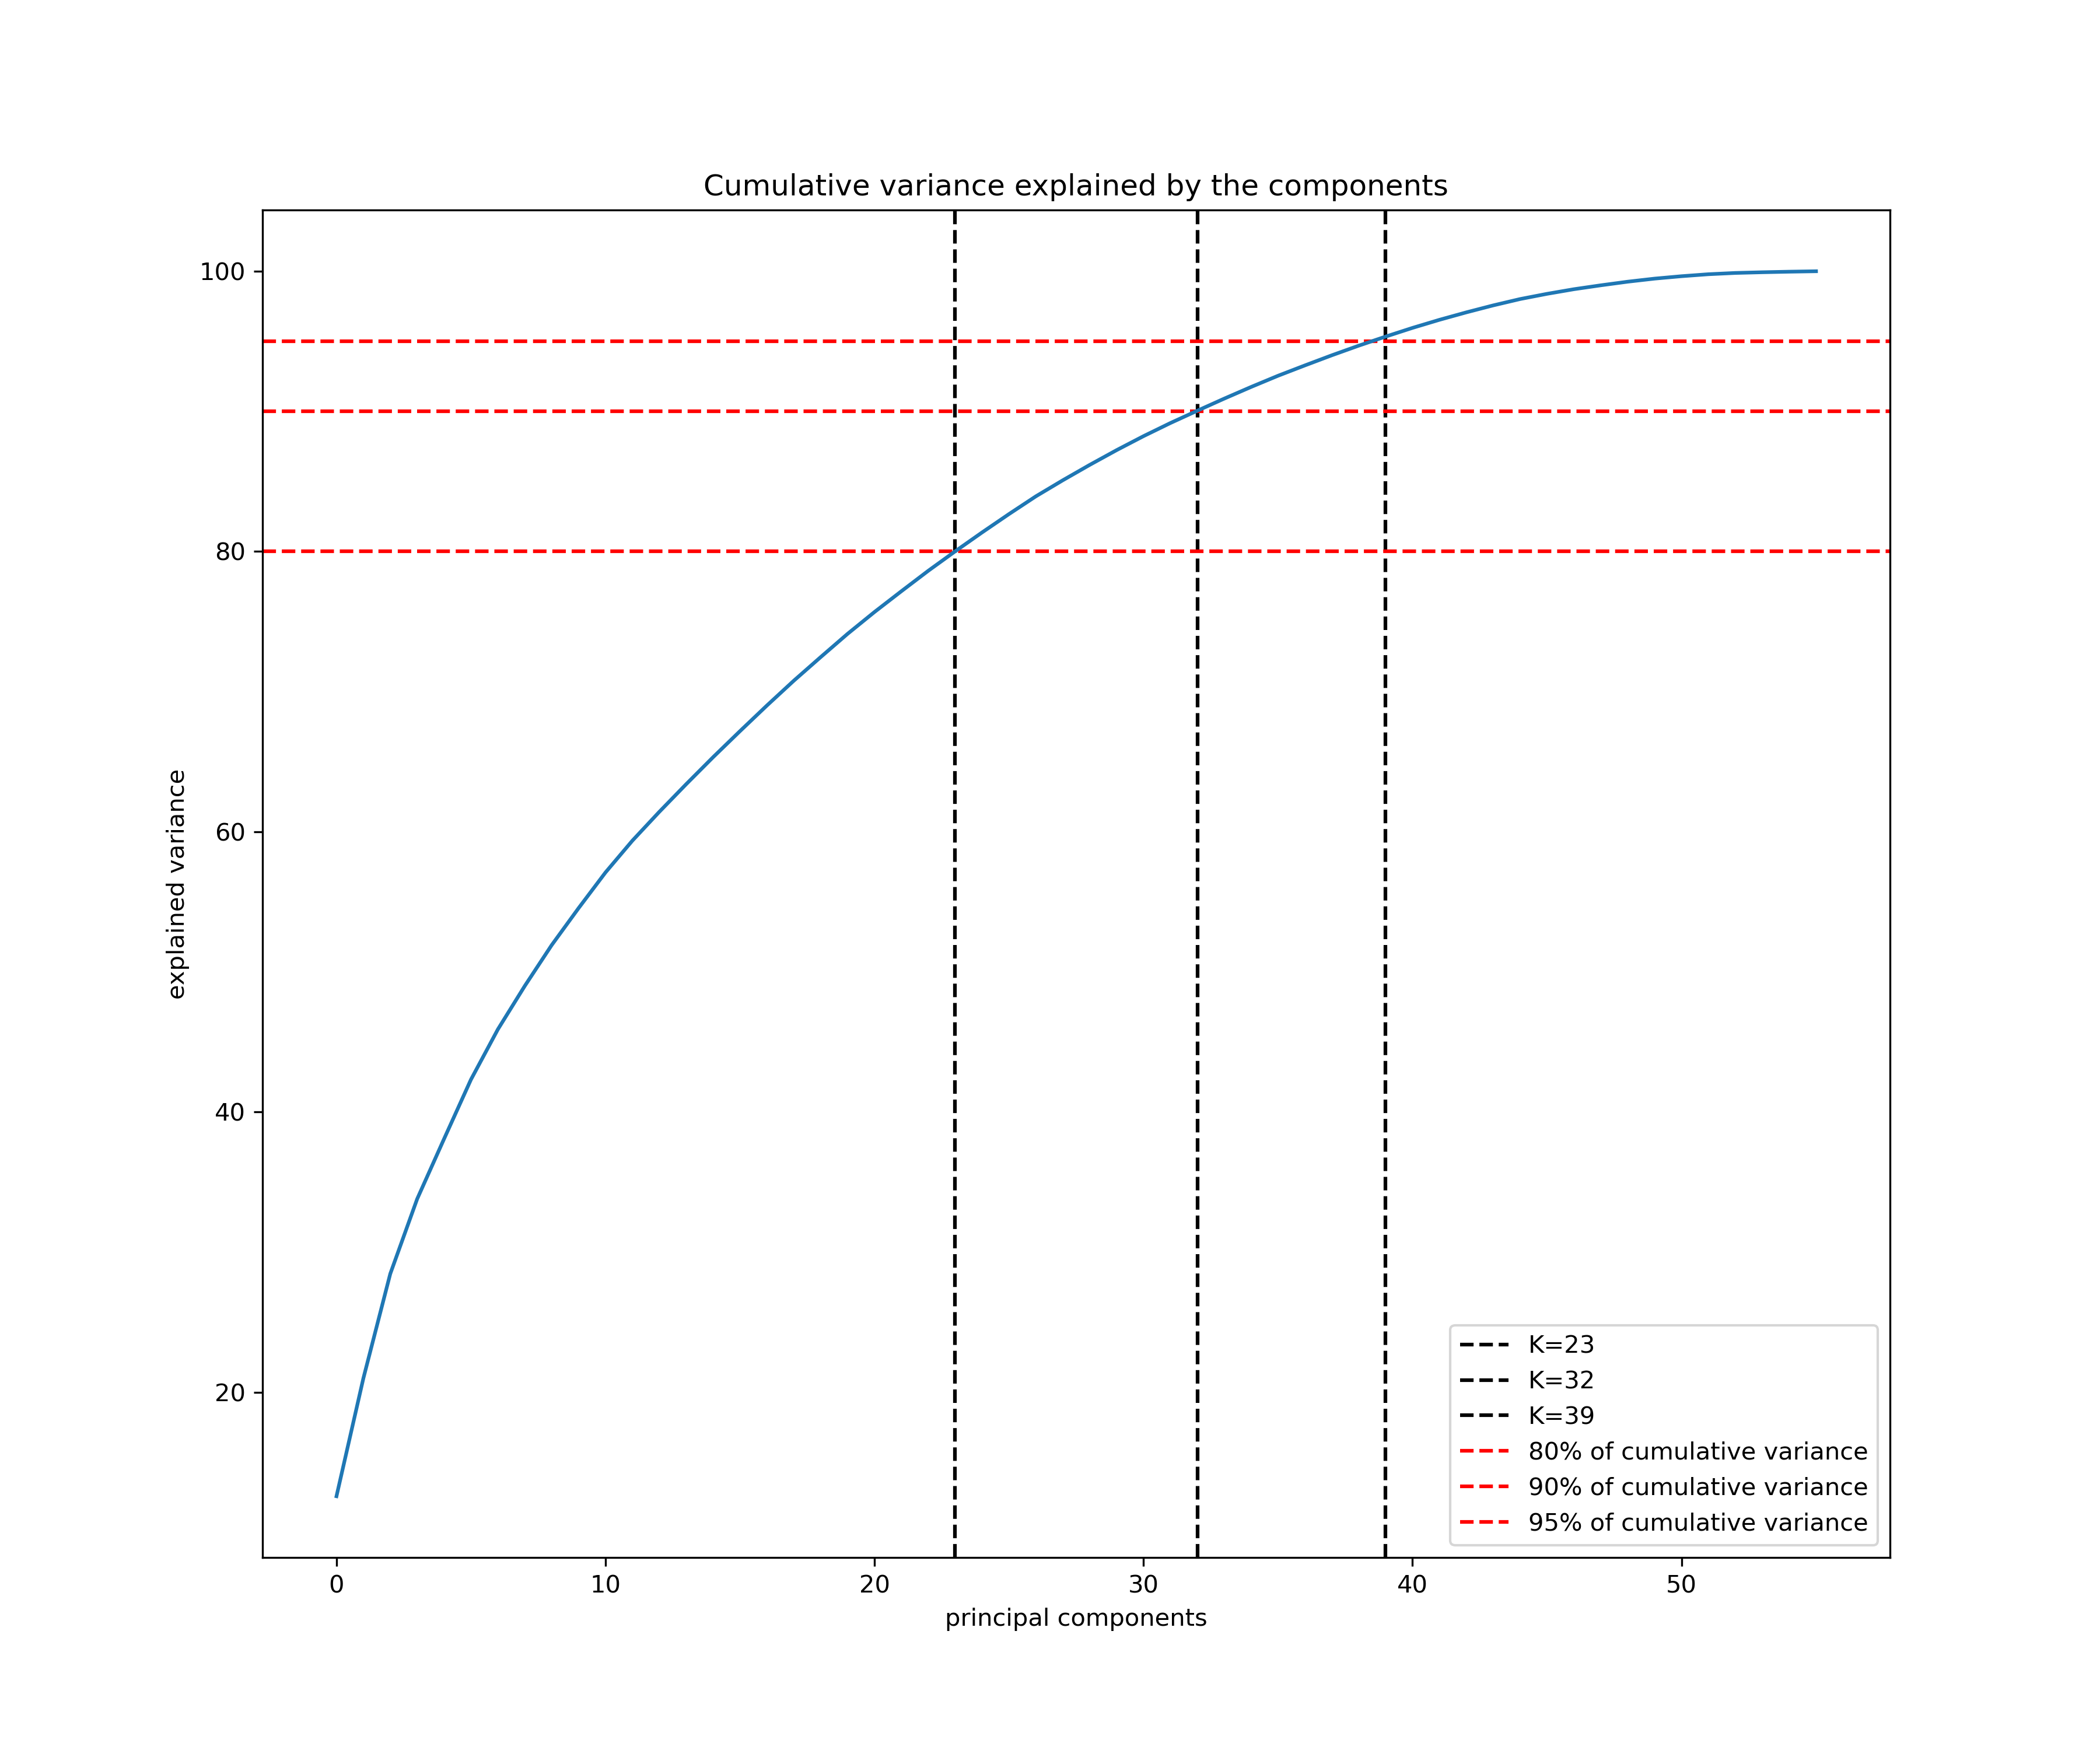 Cumulative variance explained by the components
100
80
60
40
20
explained variance
0 10 20 30 40 50
principal components
K=23
K=32
K=39
80% of cumulative variance
90% of cumulative variance
95% of cumulative variance